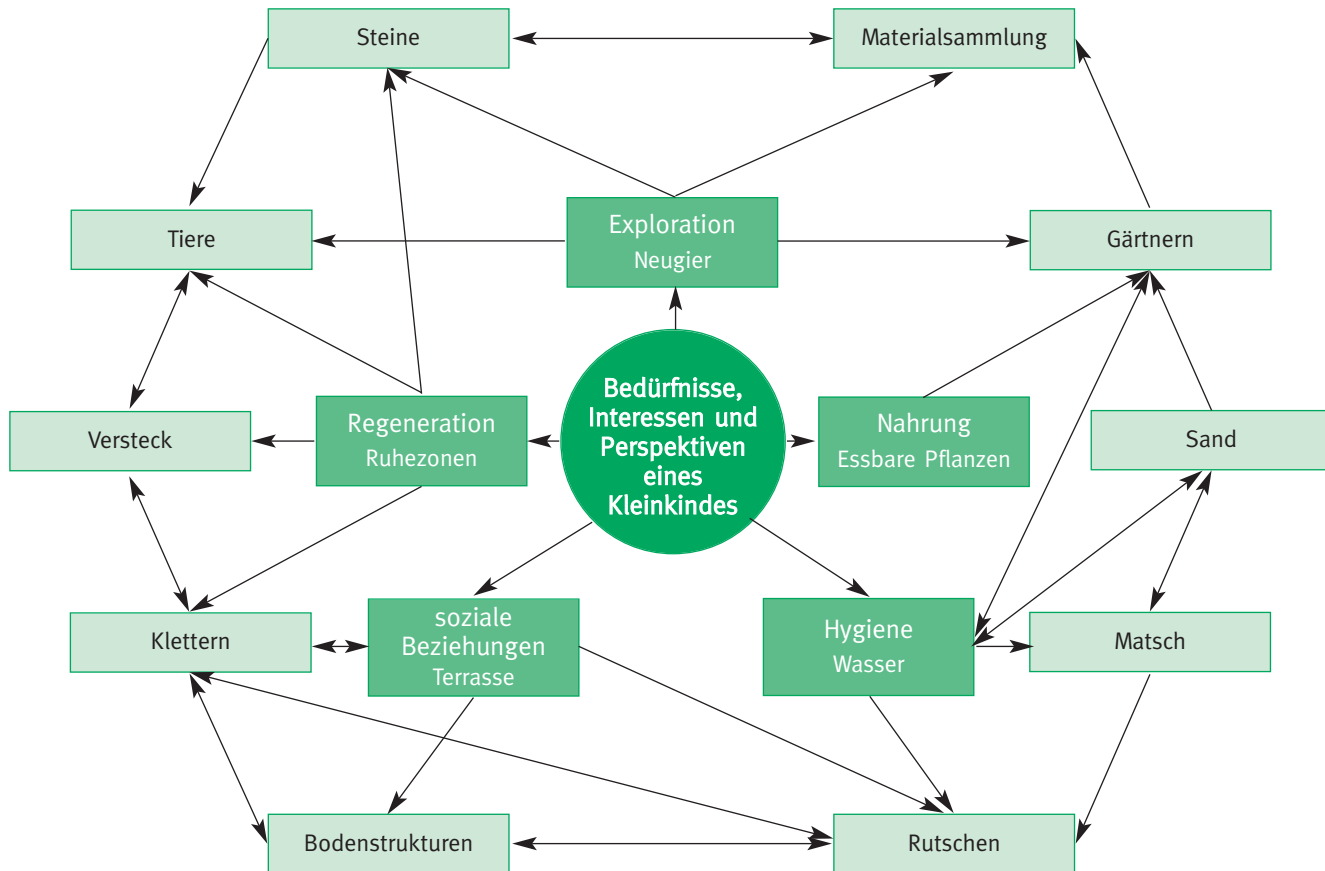 Steine
Materialsammlung
Exploration
Neugier
Tiere
Gärtnern
Bedürfnisse,
Interessen und
Perspektiven
eines
Kleinkindes
Regeneration
Ruhezonen
Nahrung
Essbare Pflanzen
Versteck
Sand
soziale
Beziehungen
Terrasse
Hygiene
Wasser
Klettern
Matsch
Bodenstrukturen
Rutschen